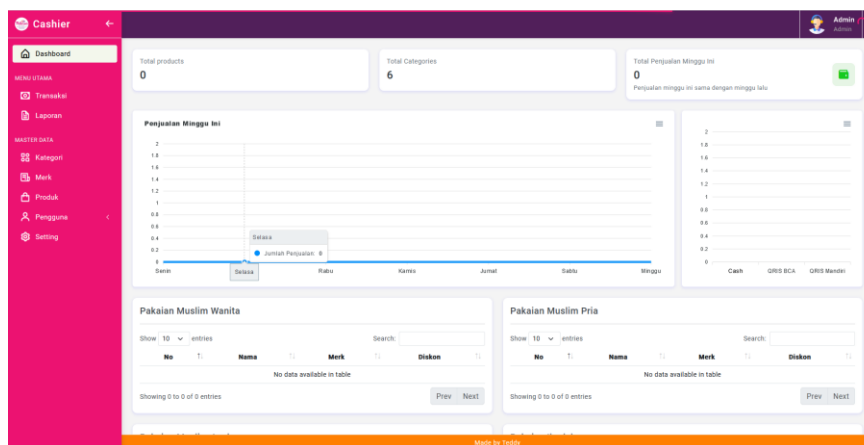 Cashier
Admin
Admin
Dashboard
MENU UTAMA
Transaksi
Laporan
MASTER DATA
Kategori
Merk
Produk
Pengguna
Setting
Total products
0
Total Categories
6
Total Penjualan Minggu Ini
0
Penjualan minggu ini sama dengan minggu lalu
Penjualan Minggu Ini
2
1.8
1.6
1.4
1.2
1
0.8
0.6
0.4
0.2
0
Selasa
Jumlah Penjualan 0
Senin Selasa Rabu Kamis Jumat Sabtu Minggu
2
1.8
1.6
1.4
1.2
1
0.8
0.6
0.4
0.2
0
Cash QRIS BCA QRIS Mandiri
Pakaian Muslim Wanita
Show 10 entries Search:
No Nama Merk Diskon
No data available in table
Showing 0 to 0 of 0 entries Prev Next
Pakaian Muslim Pria
Show 10 entries Search:
No Nama Merk Diskon
No data available in table
Showing 0 to 0 of 0 entries Prev Next
Made by Teddy